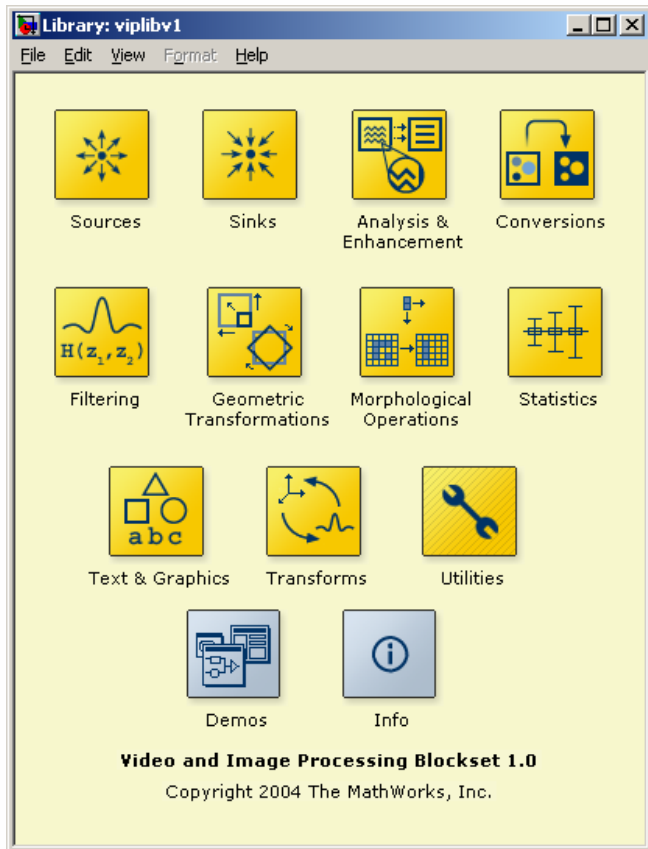 Library: viplibv1
File Edit View Format Help
Sources Sinks Analysis & Enhancement Conversions
H(z1,z2)
Filtering Geometric Transformations Morphological Operations Statistics
abc
Text & Graphics Transforms Utilities
Demos Info
Video and Image Processing Blockset 1.0
Copyright 2004 The MathWorks, Inc.